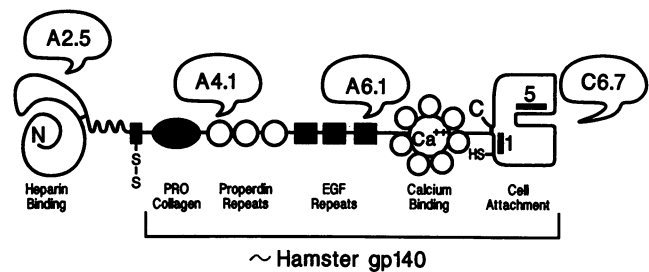 A2.5
A4.1
A6.1
C6.7
N
S
S
Ca++
C
HS
1
5
Heparin
Binding
PRO
Collagen
Properdin
Repeats
EGF
Repeats
Calcium
Binding
Cell
Attachment
~ Hamster gp140